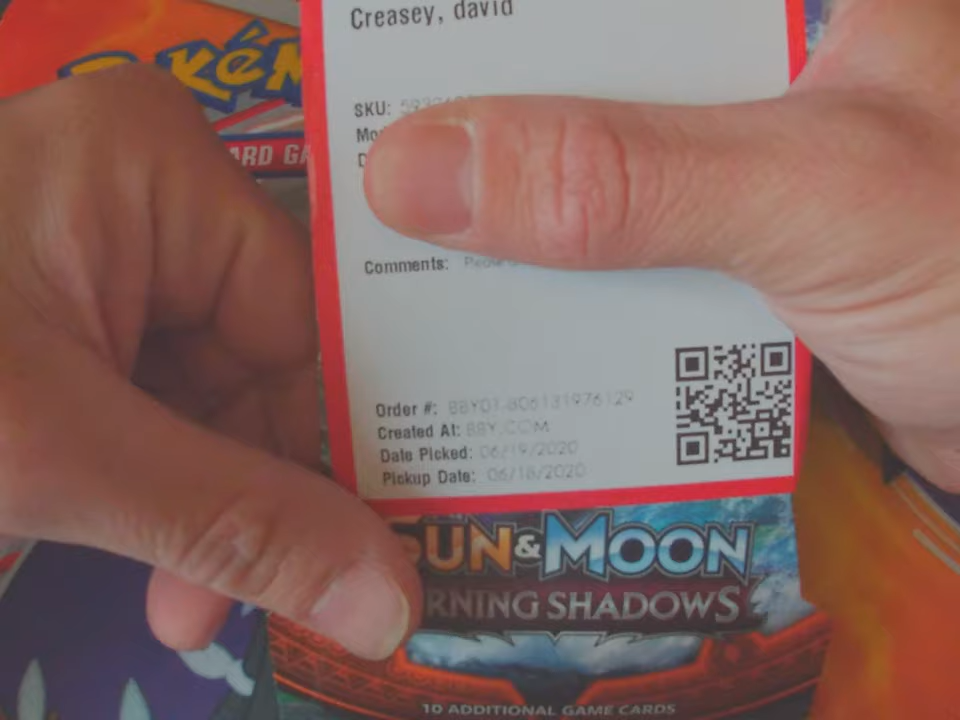 Creasey, david
SKU:
Comments: Please
Order #: BBY01-806131976129
Created At: BBY.COM
Date Picked: 06/19/2020
Pickup Date: 06/18/2020
SUN & MOON
RNING SHADOWS
10 ADDITIONAL GAME CARDS